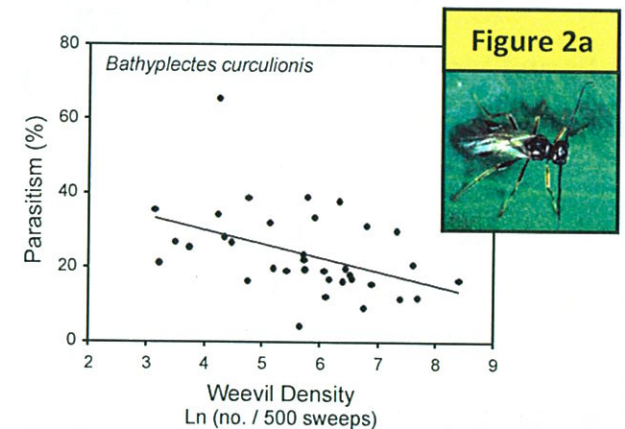 Figure 2a
Bathyplectes curculionis
Parasitism (%)
80
60
40
20
0
2 3 4 5 6 7 8 9
Weevil Density
Ln (no. / 500 sweeps)